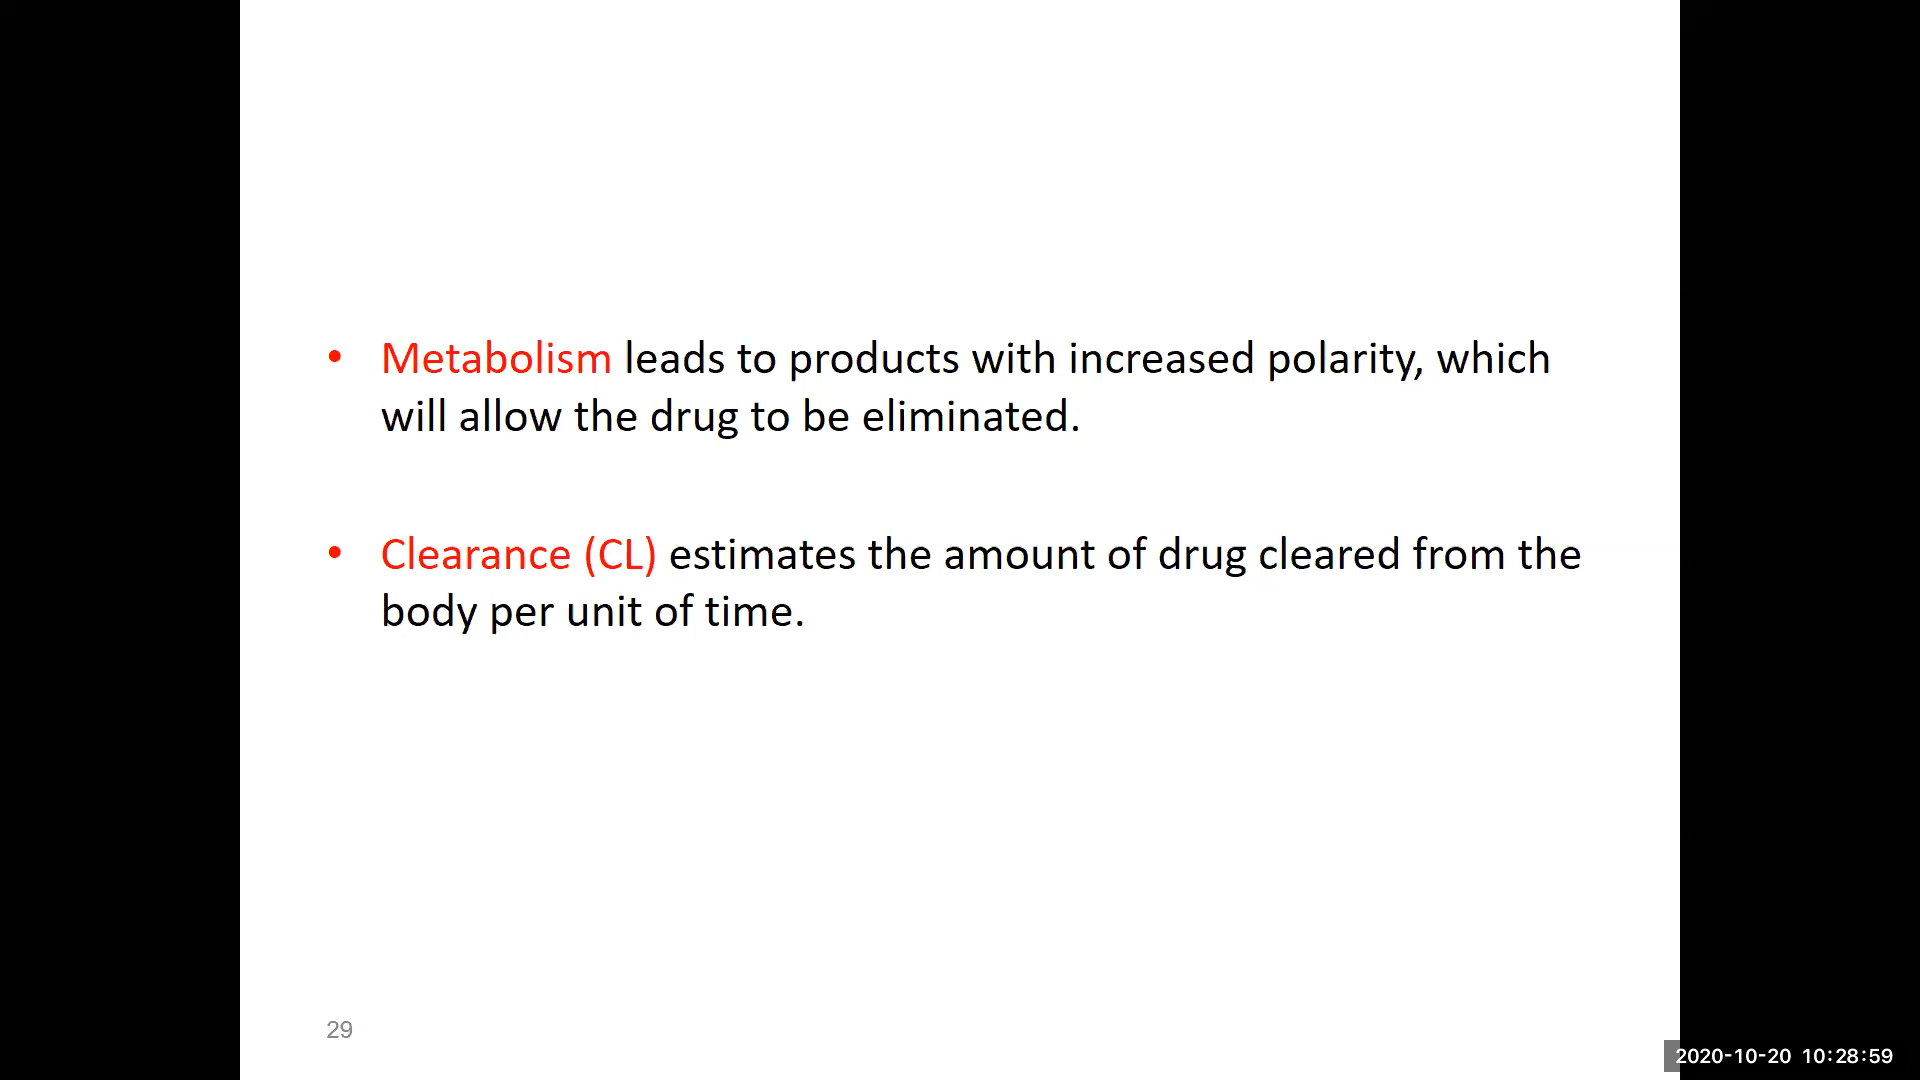 • Metabolism leads to products with increased polarity, which
will allow the drug to be eliminated.
• Clearance (CL) estimates the amount of drug cleared from the
body per unit of time.
29
2020-10-20 10:28:59